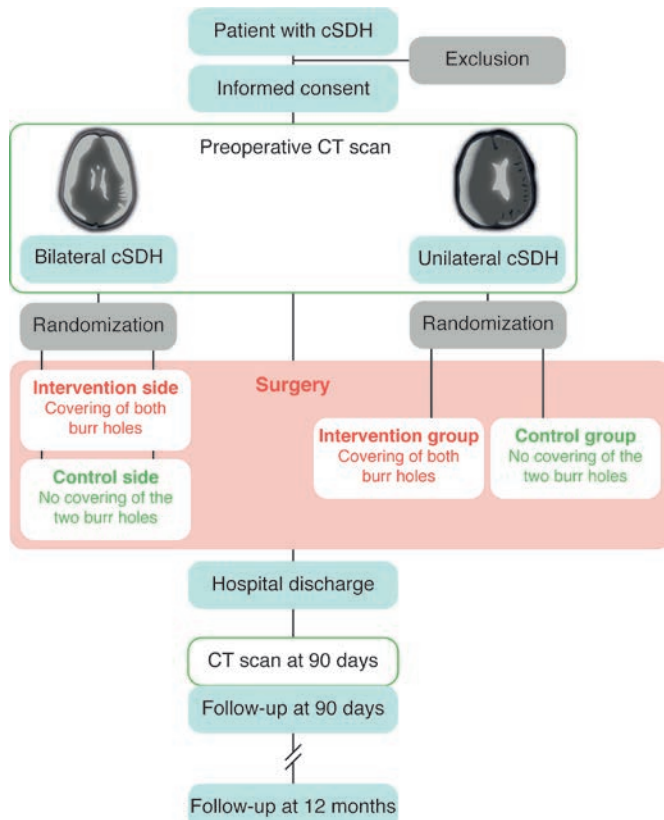 Patient with cSDH
Exclusion
Informed consent
Preoperative CT scan
Bilateral cSDH
Unilateral cSDH
Randomization
Randomization
Surgery
Intervention side
Covering of both
burr holes
Control side
No covering of the
two burr holes
Intervention group
Covering of both
burr holes
Control group
No covering of the
two burr holes
Hospital discharge
CT scan at 90 days
Follow-up at 90 days
Follow-up at 12 months